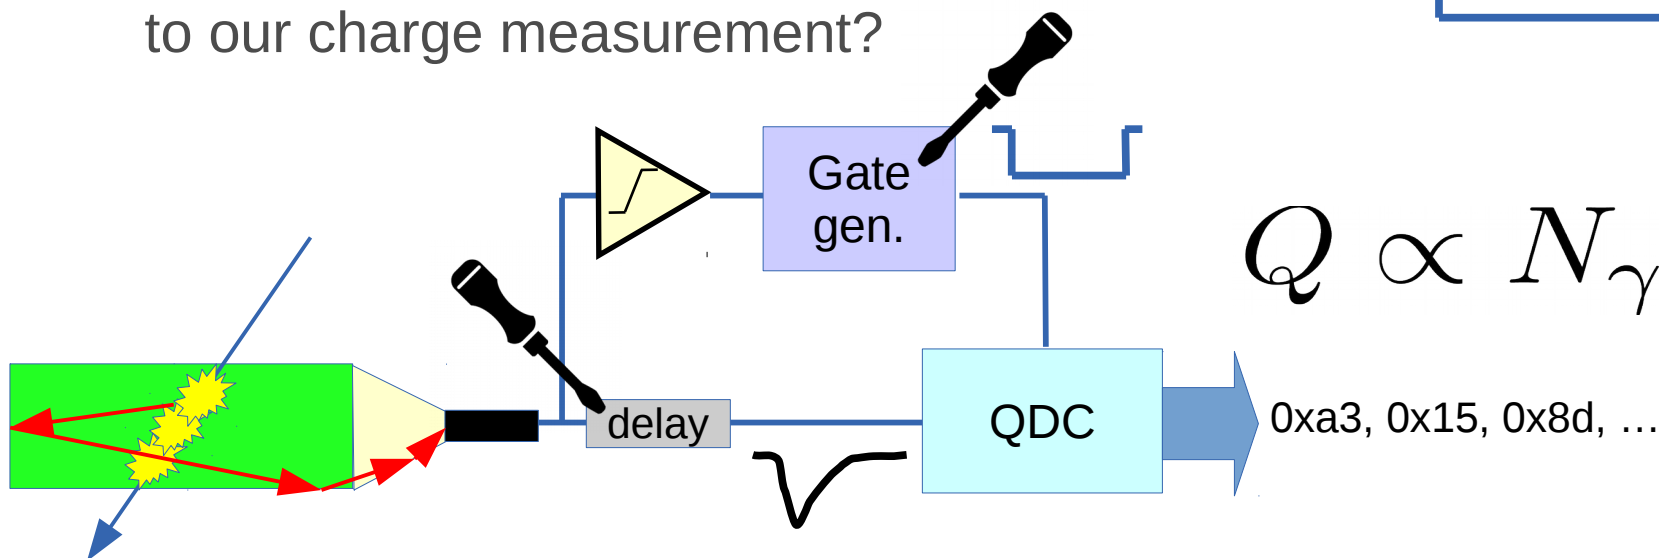 to our charge measurement?
Gate
gen.
Q ∝ N_γ
delay
QDC
0xa3, 0x15, 0x8d, …